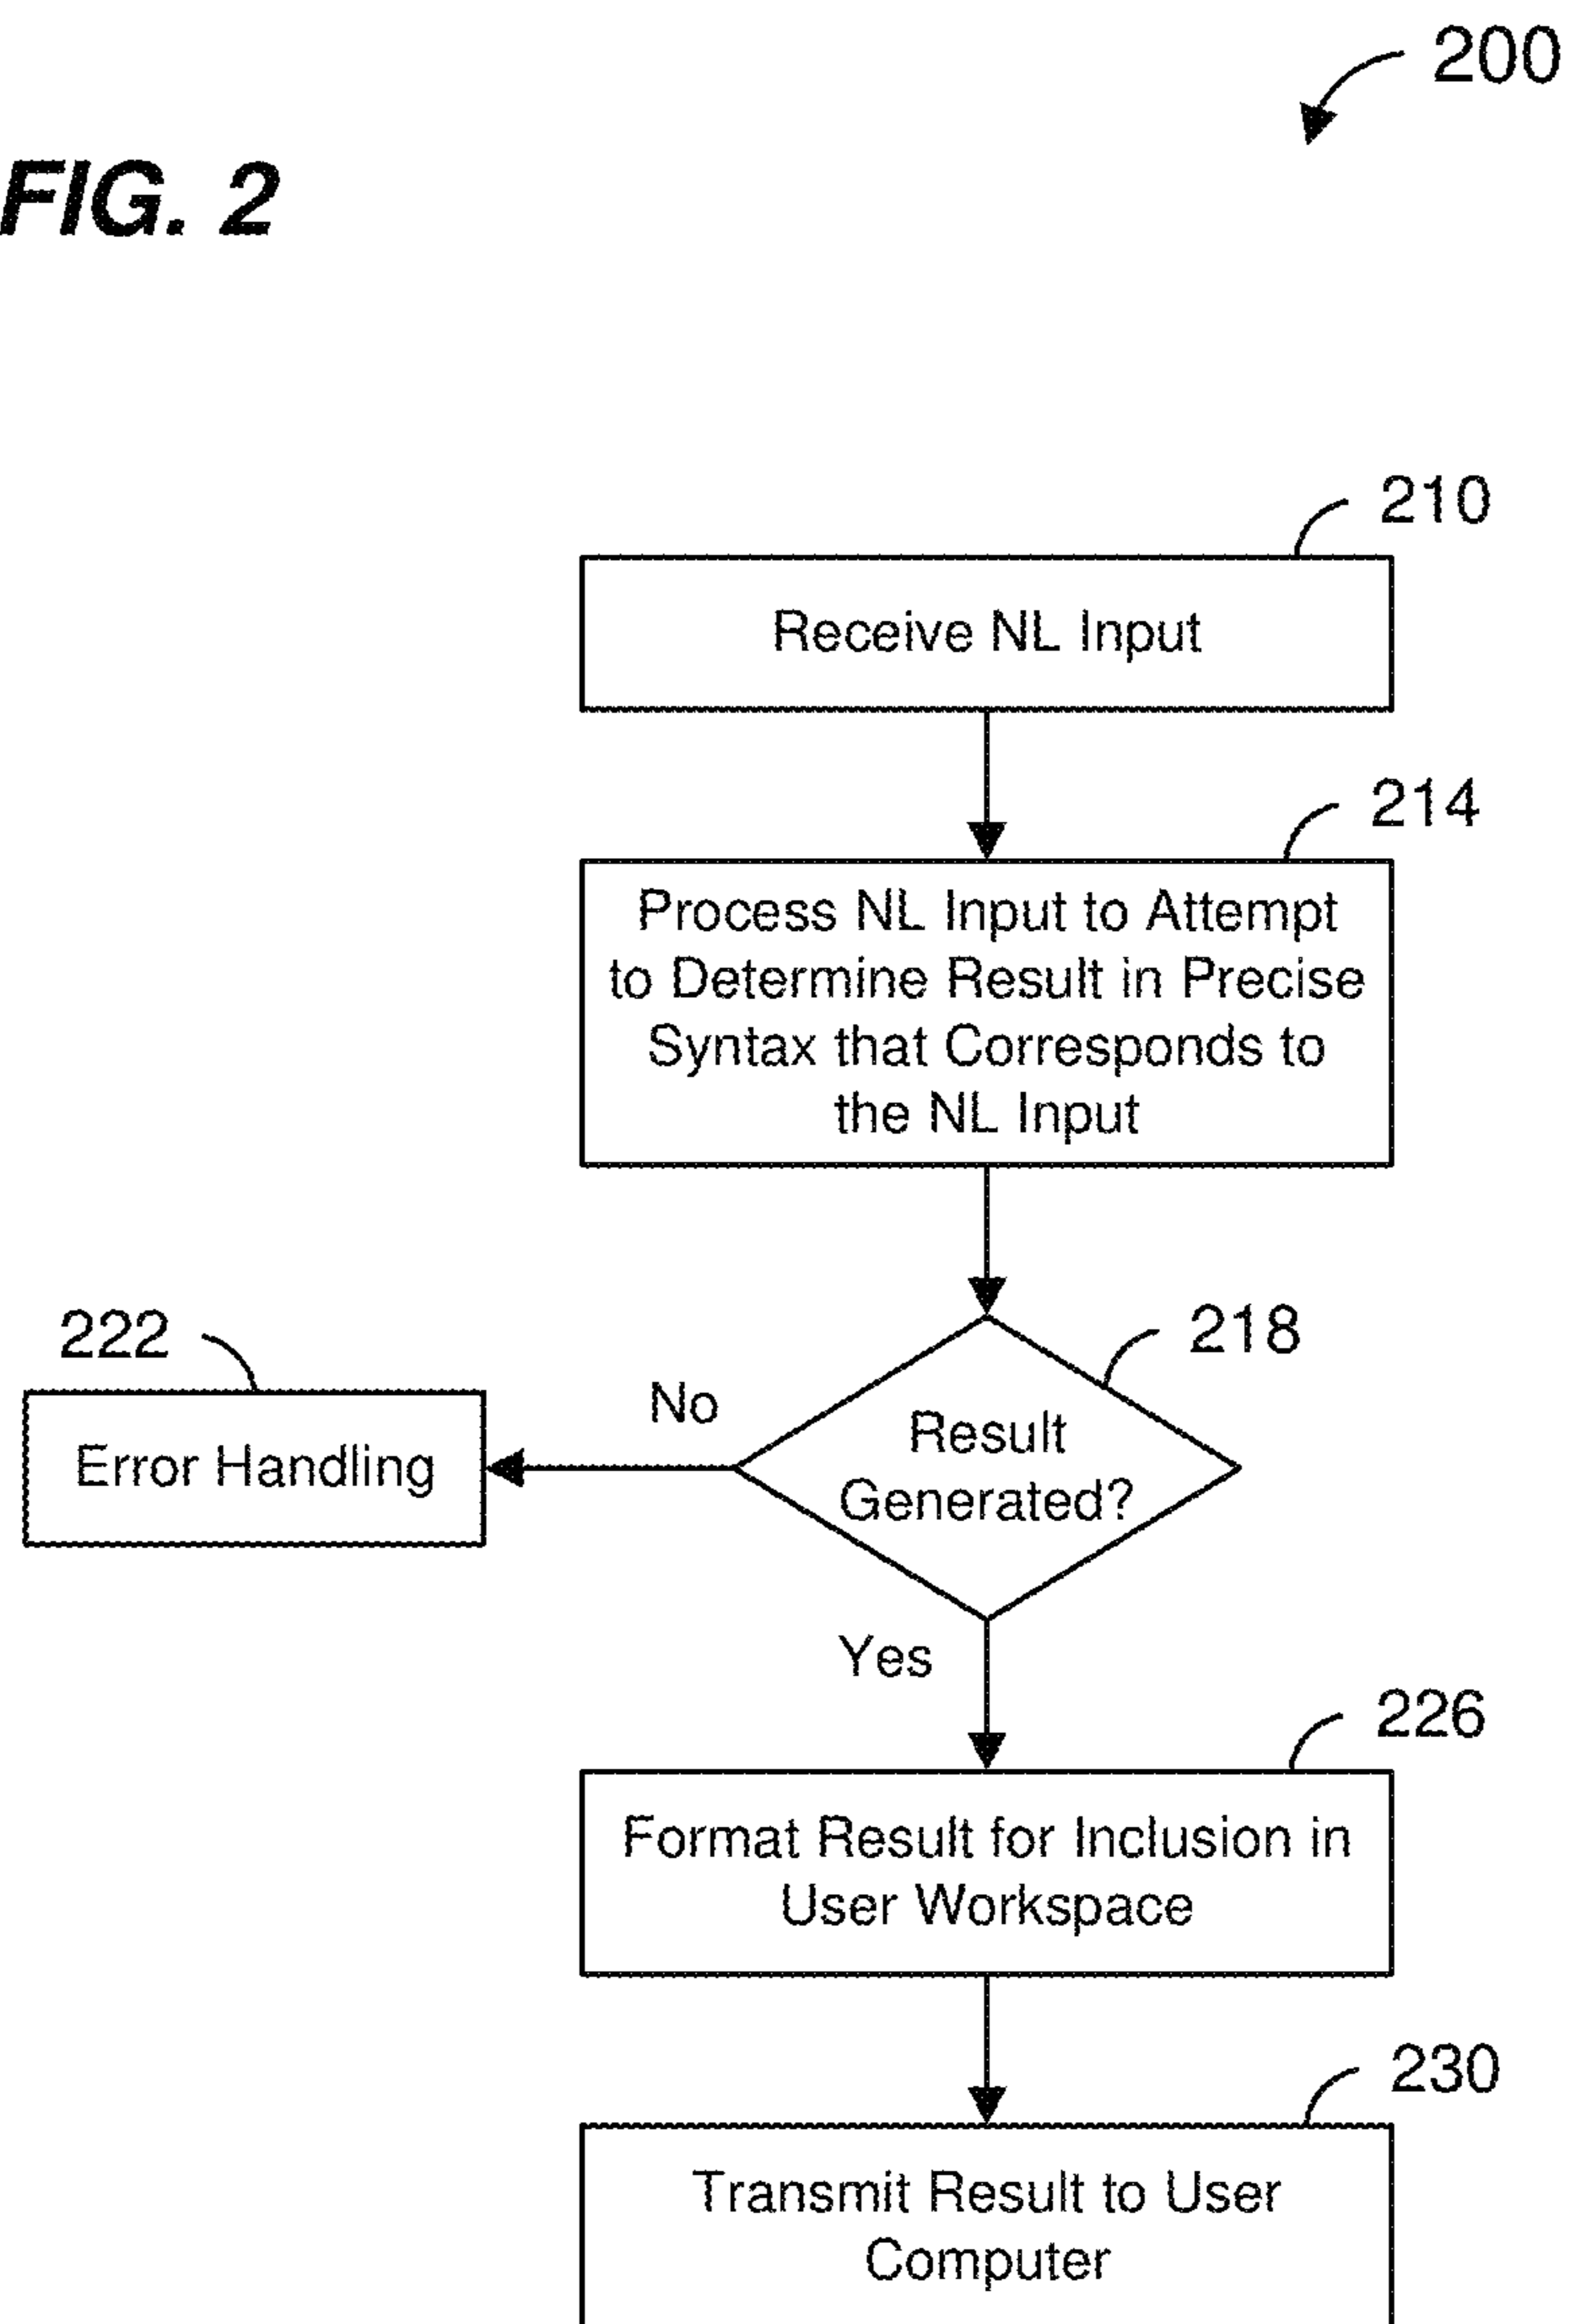 200
FIG. 2
210
Receive NL Input
214
Process NL Input to Attempt
to Determine Result in Precise
Syntax that Corresponds to
the NL Input
222
218
No
Result
Generated?
Error Handling
Yes
226
Format Result for Inclusion in
User Workspace
230
Transmit Result to User
Computer